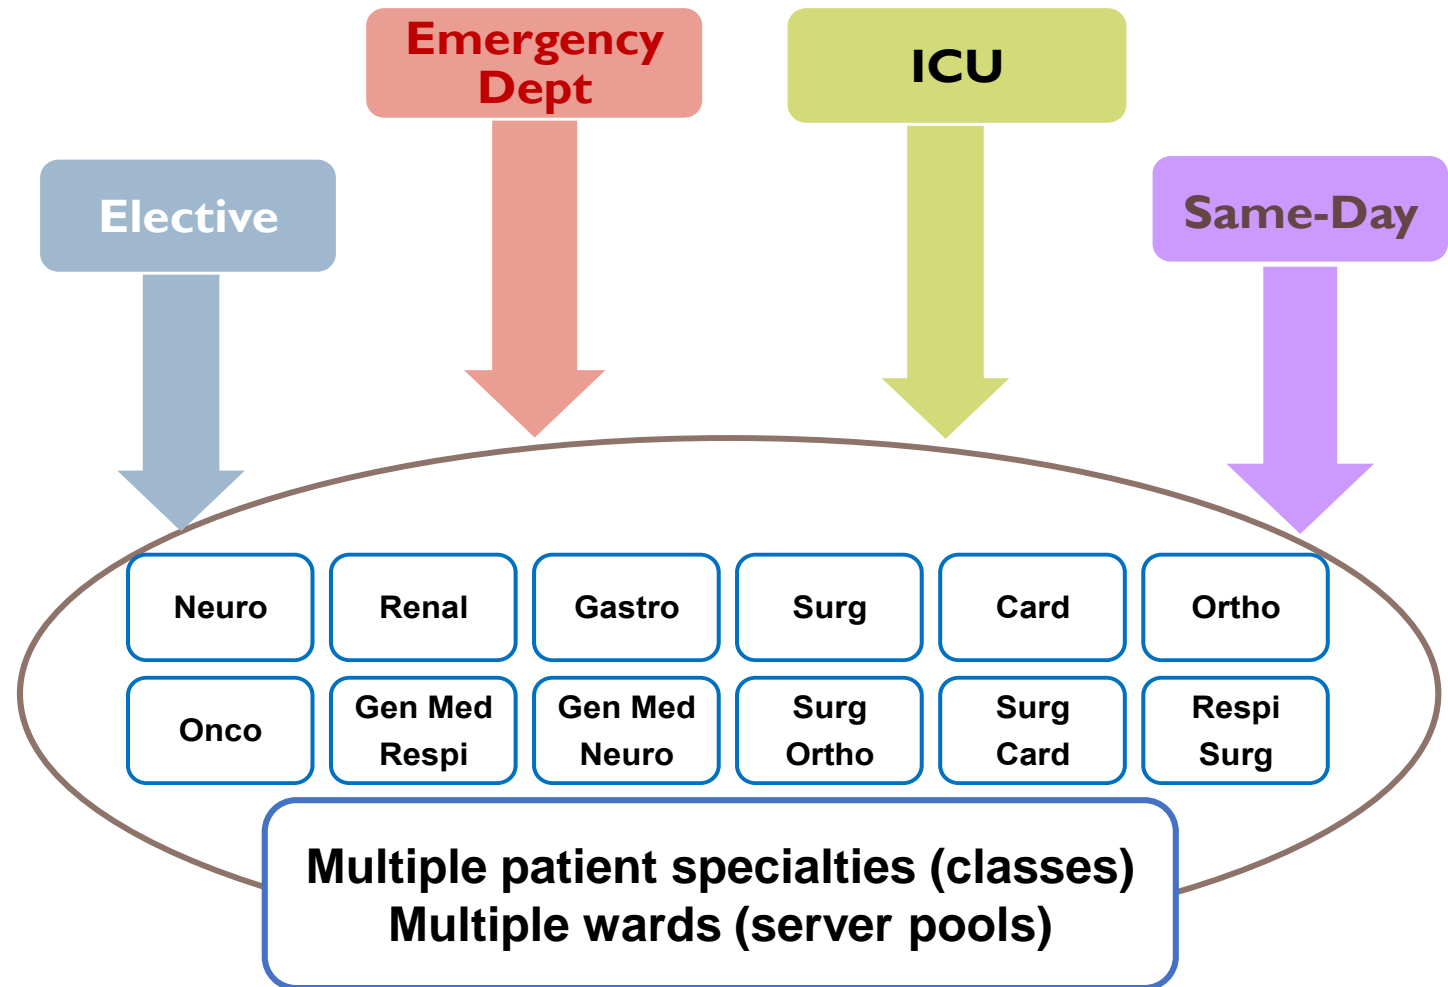 Emergency
Dept
ICU
Elective
Same-Day
Neuro
Renal
Gastro
Surg
Card
Ortho
Onco
Gen Med
Respi
Gen Med
Neuro
Surg
Ortho
Surg
Card
Respi
Surg
Multiple patient specialties (classes)
Multiple wards (server pools)